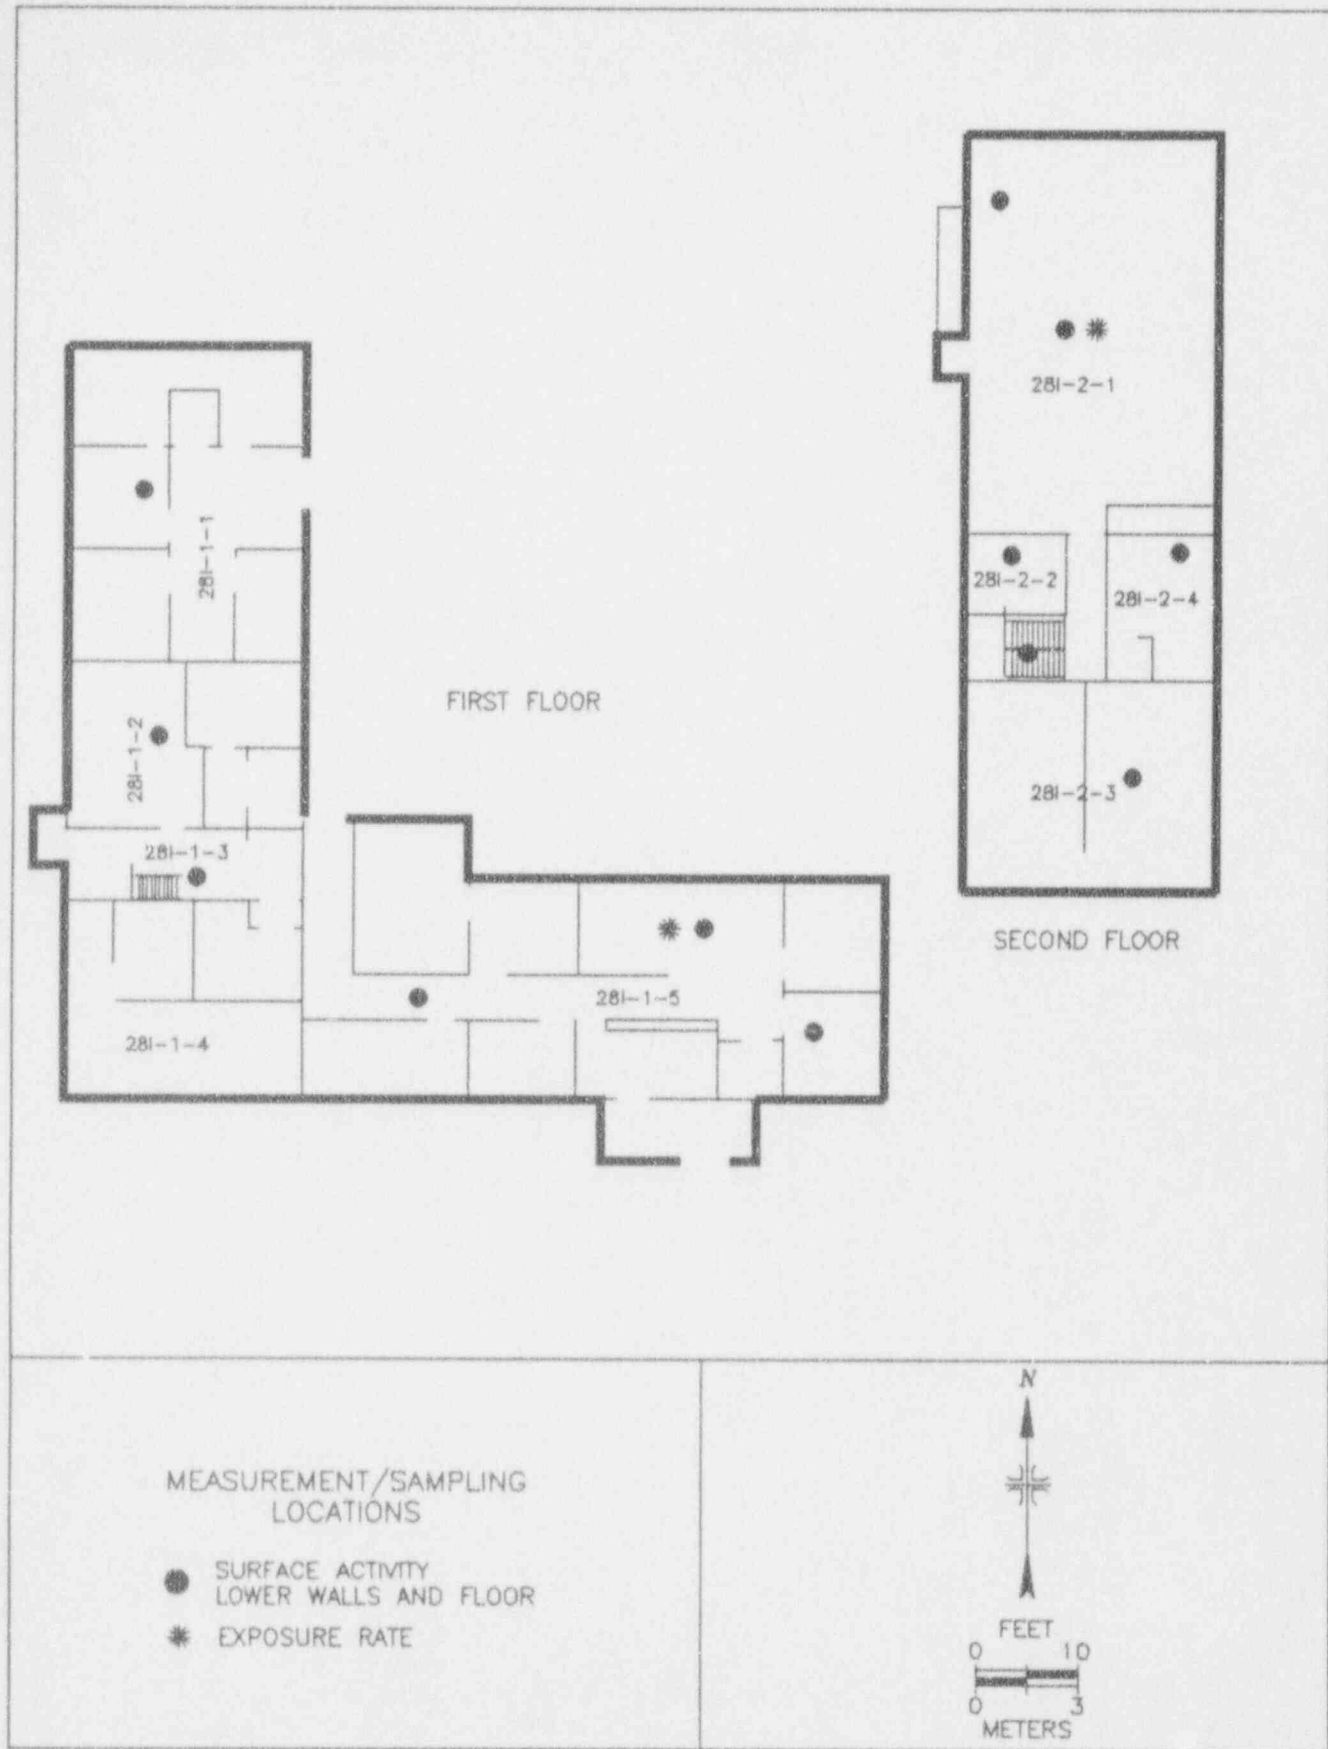 281-2-1
281-1-1
281-2-2
281-2-4
FIRST FLOOR
281-1-2
281-2-3
281-1-3
SECOND FLOOR
281-1-5
281-1-4
MEASUREMENT/SAMPLING
LOCATIONS
SURFACE ACTIVITY
LOWER WALLS AND FLOOR
EXPOSURE RATE
N
FEET
0 10
0 3
METERS